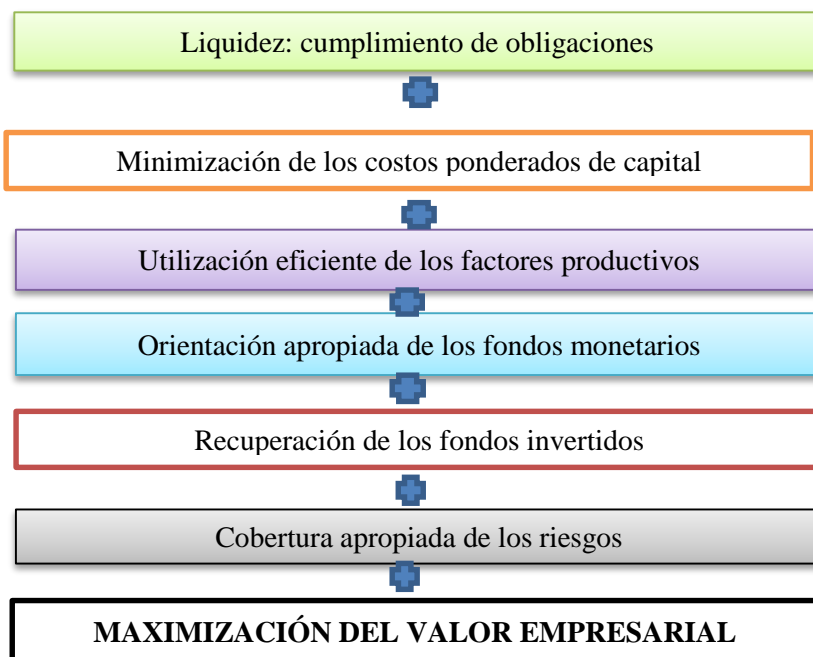 Liquidez: cumplimiento de obligaciones
Minimización de los costos ponderados de capital
Utilización eficiente de los factores productivos
Orientación apropiada de los fondos monetarios
Recuperación de los fondos invertidos
Cobertura apropiada de los riesgos
MAXIMIZACIÓN DEL VALOR EMPRESARIAL